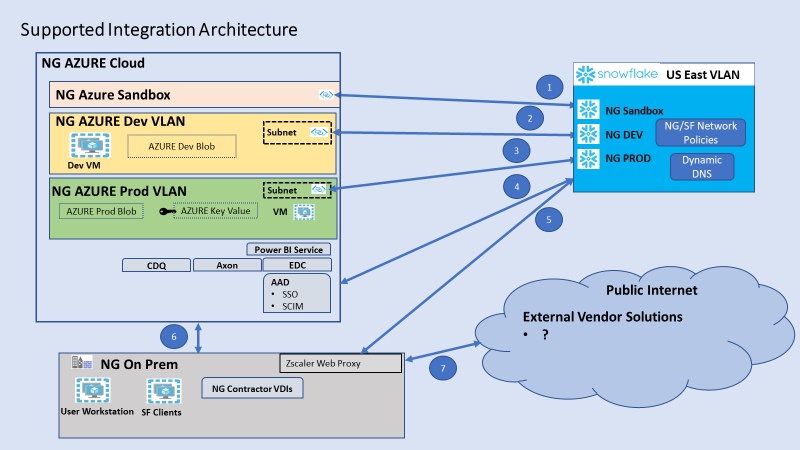 Supported Integration Architecture
NG AZURE Cloud
NG Azure Sandbox
NG AZURE Dev VLAN
Subnet
AZURE Dev Blob
Dev VM
NG AZURE Prod VLAN
Subnet
AZURE Prod Blob
AZURE Key Value
VM
Power BI Service
CDQ
Axon
EDC
AAD
• SSO
• SCIM
1
2
3
4
5
6
7
snowflake
US East VLAN
NG Sandbox
NG DEV
NG PROD
NG/SF Network
Policies
Dynamic
DNS
NG On Prem
Zscaler Web Proxy
User Workstation
SF Clients
NG Contractor VDIs
Public Internet
External Vendor Solutions
• ?